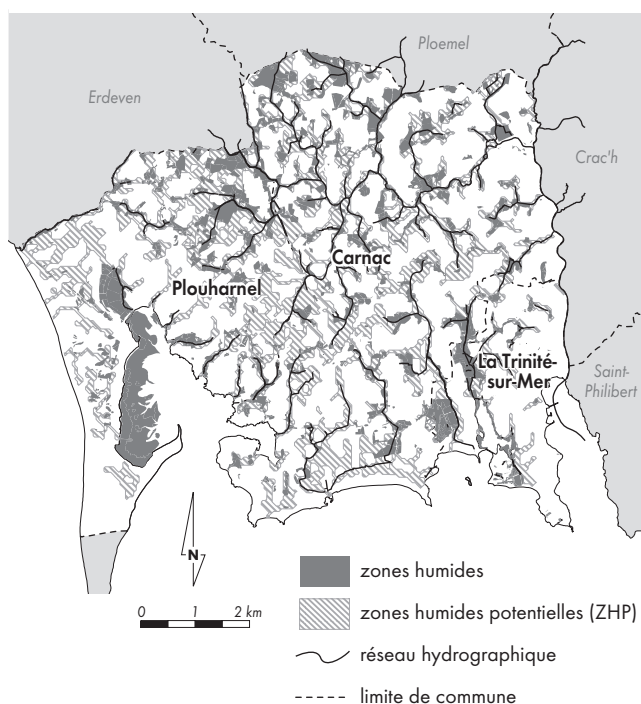 Ploemel
Erdeven
Crac'h
Carnac
Plouharnel
La Trinité-
sur-Mer
Saint-
Philibert
N
0 1 2 km
zones humides
zones humides potentielles (ZHP)
réseau hydrographique
limite de commune